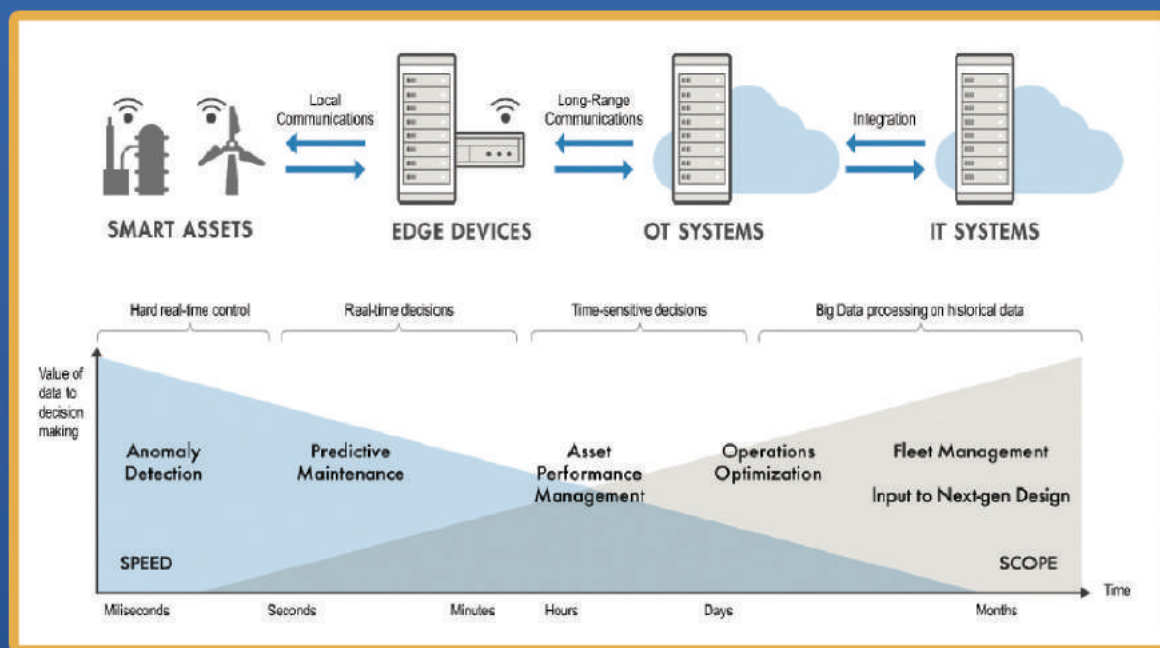 Local
Communications
Long-Range
Communications
Integration
SMART ASSETS
EDGE DEVICES
OT SYSTEMS
IT SYSTEMS
Hard real-time control
Real-time decisions
Time-sensitive decisions
Big Data processing on historical data
Value of
data to
decision
making
Anomaly
Detection
Predictive
Maintenance
Asset
Performance
Management
Operations
Optimization
Fleet Management
Input to Next-gen Design
SPEED
SCOPE
Time
Miliseconds
Seconds
Minutes
Hours
Days
Months